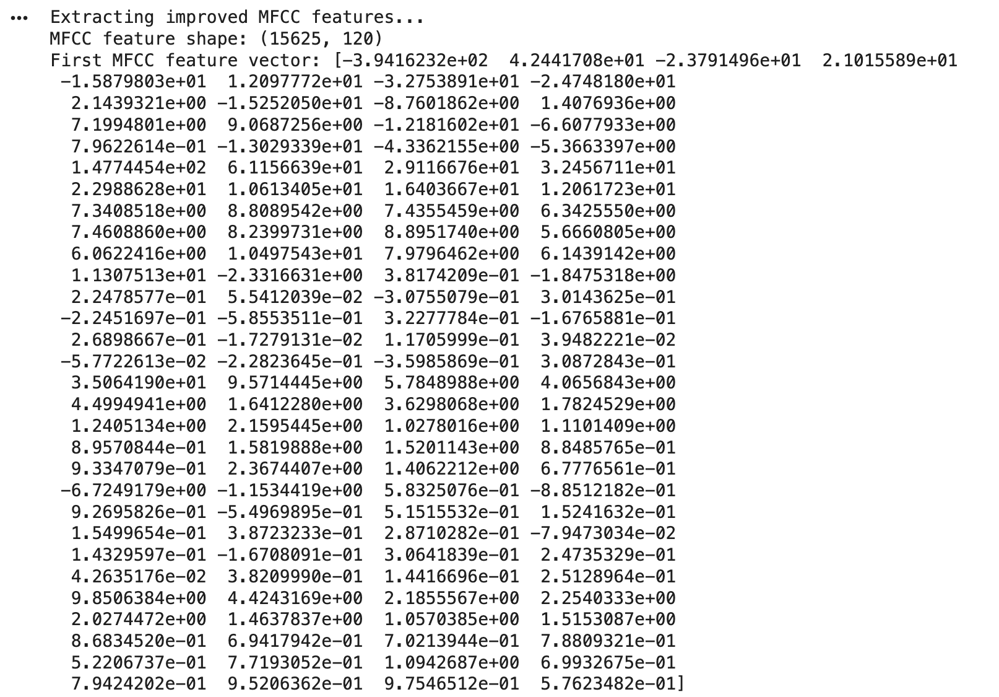 ••• Extracting improved MFCC features...
MFCC feature shape: (15625, 120)
First MFCC feature vector: [-3.9416232e+02  4.2441708e+01 -2.3791496e+01  2.1015589e+01
 -1.5879803e+01  1.2097772e+01 -3.2753891e+01 -2.4748180e+01
  2.1439321e+00 -1.5252050e+01 -8.7601862e+00  1.4076936e+00
  7.1994801e+00  9.0687256e+00 -1.2181602e+01 -6.6077933e+00
  7.9622614e-01 -1.3029339e+01 -4.3362155e+00 -5.3663397e+00
  1.4774454e+02  6.1156639e+01  2.9116676e+01  3.2456711e+01
  2.2988628e+01  1.0613405e+01  1.6403667e+01  1.2061723e+01
  7.3408518e+00  8.8089542e+00  7.4355459e+00  6.3425550e+00
  7.4608860e+00  8.2399731e+00  8.8951740e+00  5.6660805e+00
  6.0622416e+00  1.0497543e+01  7.9796462e+00  6.1439142e+00
  1.1307513e+01 -2.3316631e+00  3.8174209e-01 -1.8475318e+00
  2.2478577e-01  5.5412039e-02 -3.0755079e-01  3.0143625e-01
 -2.2451697e-01 -5.8553511e-01  3.2277784e-01 -1.6765881e-01
  2.6898667e-01 -1.7279131e-02  1.1705999e-01  3.9482221e-02
 -5.7722613e-02 -2.2823645e-01 -3.5985869e-01  3.0872843e-01
  3.5064190e+01  9.5714445e+00  5.7848988e+00  4.0656843e+00
  4.4994941e+00  1.6412280e+00  3.6298068e+00  1.7824529e+00
  1.2405134e+00  2.1595445e+00  1.0278016e+00  1.1101409e+00
  8.9570844e-01  1.5819888e+00  1.5201143e+00  8.8485765e-01
  9.3347079e-01  2.3674407e+00  1.4062212e+00  6.7776561e-01
 -6.7249179e+00 -1.1534419e+00  5.8325076e-01 -8.8512182e-01
  9.2695826e-01 -5.4969895e-01  5.1515532e-01  1.5241632e-01
  1.5499654e-01  3.8723233e-01  2.8710282e-01 -7.9473034e-02
  1.4329597e-01 -1.6708091e-01  3.0641839e-01  2.4735329e-01
  4.2635176e-02  3.8209990e-01  1.4416696e-01  2.5128964e-01
  9.8506384e+00  4.4243169e+00  2.1855567e+00  2.2540333e+00
  2.0274472e+00  1.4637837e+00  1.0570385e+00  1.5153087e+00
  8.6834520e-01  6.9417942e-01  7.0213944e-01  7.8809321e-01
  5.2206737e-01  7.7193052e-01  1.0942687e+00  6.9932675e-01
  7.9424202e-01  9.5206362e-01  9.7546512e-01  5.7623482e-01]